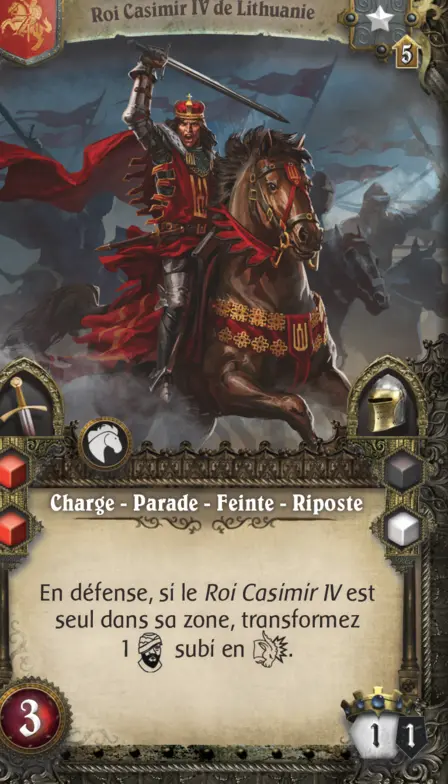 Roi Casimir IV de Lithuanie
5
Charge - Parade - Feinte - Riposte
En défense, si le Roi Casimir IV est
seul dans sa zone, transformez
1 subi en .
3
1 1